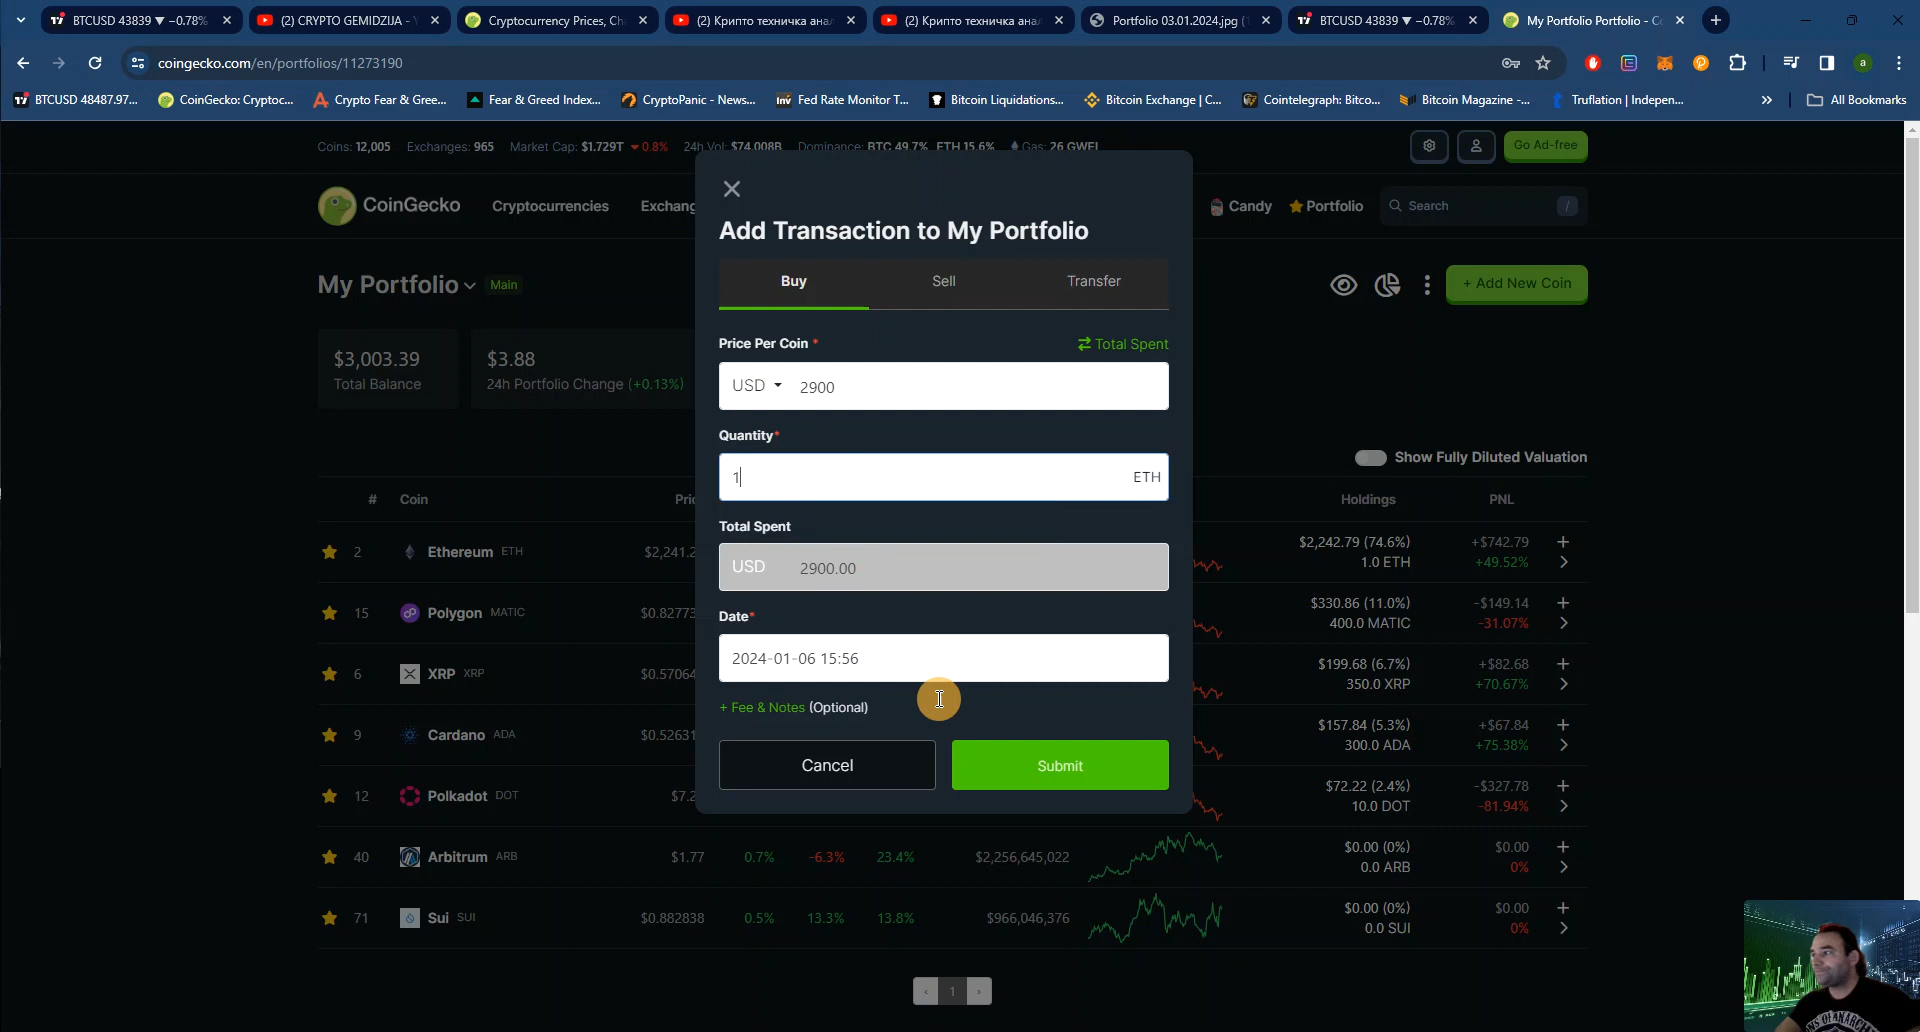 BTCUSD 43839 ▼ −0.78%
(2) CRYPTO GEMIDZIJA -
Cryptocurrency Prices, Ch
(2) Крипто техничка ана
(2) Крипто техничка ана
Portfolio 03.01.2024.jpg (
BTCUSD 43839 ▼ −0.78%
My Portfolio Portfolio - C
coingecko.com/en/portfolios/11273190
a
BTCUSD 48487.97...
CoinGecko: Cryptoc...
Crypto Fear & Gree...
Fear & Greed Index...
CryptoPanic - News...
Fed Rate Monitor T...
Bitcoin Liquidations...
Bitcoin Exchange | C...
Cointelegraph: Bitco...
Bitcoin Magazine -...
Truflation | Indepen...
All Bookmarks
Coins: 12,005
Exchanges: 965
Market Cap: $1.729T ▼0.8%
24h Vol: $74.008B
Dominance: BTC 49.7% ETH 15.6%
Gas: 26 GWEI
Go Ad-free
CoinGecko
Cryptocurrencies
Exchang
Candy
Portfolio
Search
/
My Portfolio
Main
+ Add New Coin
$3,003.39
Total Balance
$3.88
24h Portfolio Change (+0.13%)
Add Transaction to My Portfolio
Buy
Sell
Transfer
Price Per Coin *
Total Spent
USD 2900
Quantity*
1 ETH
Total Spent
USD 2900.00
Date*
2024-01-06 15:56
+ Fee & Notes (Optional)
Cancel
Submit
Show Fully Diluted Valuation
# Coin Pric Holdings PNL
2 Ethereum ETH $2,241.2 $2,242.79 (74.6%) +$742.79 +
1.0 ETH +49.52%
15 Polygon MATIC $0.82773 $330.86 (11.0%) -$149.14 +
400.0 MATIC -31.07%
6 XRP XRP $0.57064 $199.68 (6.7%) +$82.68 +
350.0 XRP +70.67%
9 Cardano ADA $0.52631 $157.84 (5.3%) +$67.84 +
300.0 ADA +75.38%
12 Polkadot DOT $7.2 $72.22 (2.4%) -$327.78 +
10.0 DOT -81.94%
40 Arbitrum ARB $1.77 0.7% -6.3% 23.4% $2,256,645,022 $0.00 (0%) $0.00 +
0.0 ARB 0%
71 Sui SUI $0.882838 0.5% 13.3% 13.8% $966,046,376 $0.00 (0%) $0.00 +
0.0 SUI 0%
‹ 1 ›